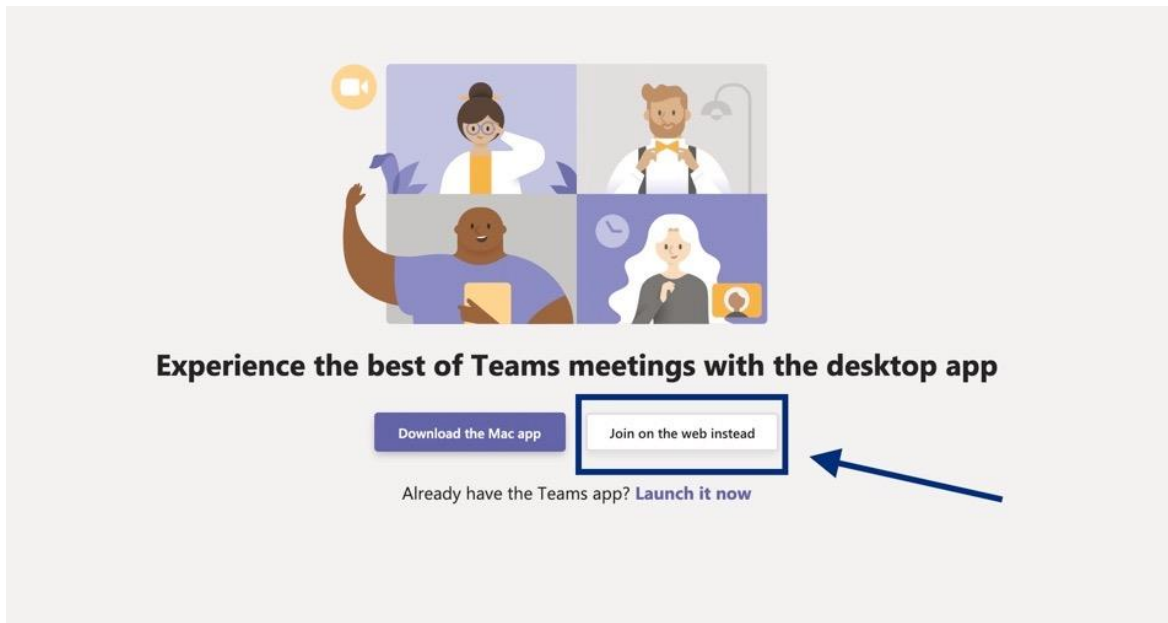 Experience the best of Teams meetings with the desktop app
Download the Mac app
Join on the web instead
Already have the Teams app? Launch it now